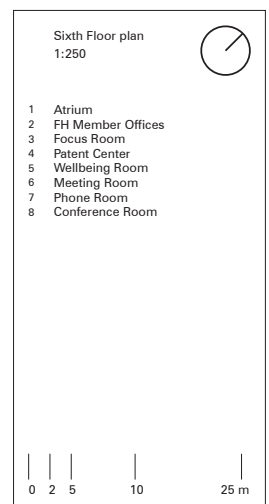 Sixth Floor plan
1:250
1 Atrium
2 FH Member Offices
3 Focus Room
4 Patent Center
5 Wellbeing Room
6 Meeting Room
7 Phone Room
8 Conference Room
0 2 5 10 25 m